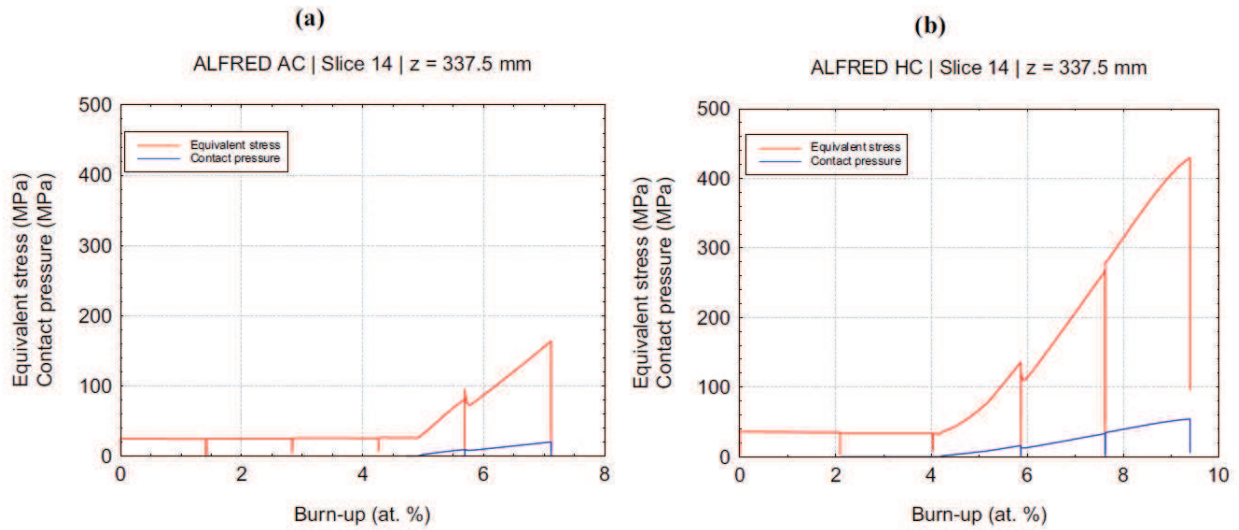 (a)
ALFRED AC | Slice 14 | z = 337.5 mm
500
400
300
200
100
0
Equivalent stress (MPa)
Contact pressure (MPa)
Equivalent stress
Contact pressure
0 2 4 6 8
Burn-up (at. %)
(b)
ALFRED HC | Slice 14 | z = 337.5 mm
500
400
300
200
100
0
Equivalent stress (MPa)
Contact pressure (MPa)
Equivalent stress
Contact pressure
0 2 4 6 8 10
Burn-up (at. %)